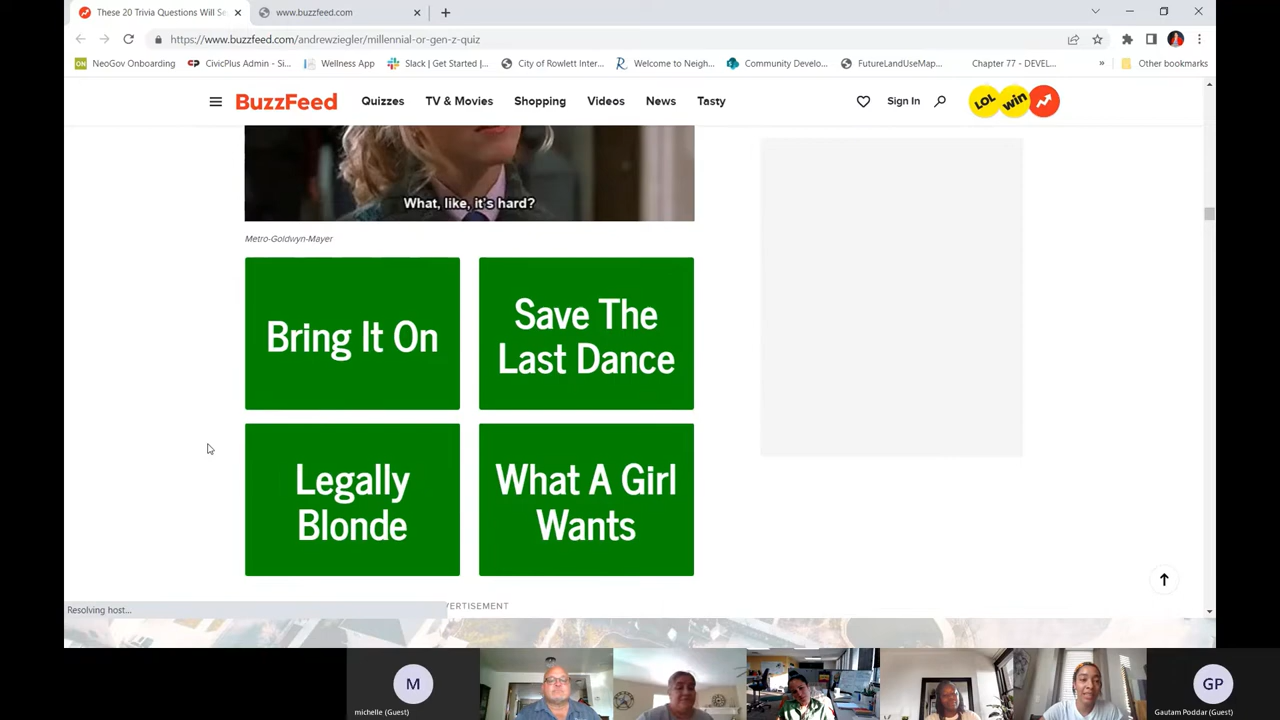 These 20 Trivia Questions Will Se
www.buzzfeed.com
https://www.buzzfeed.com/andrewziegler/millennial-or-gen-z-quiz
ON NeoGov Onboarding
CP CivicPlus Admin - Si...
Wellness App
Slack | Get Started |...
City of Rowlett Inter...
R Welcome to Neigh...
Community Develo...
FutureLandUseMap...
Chapter 77 - DEVEL...
» Other bookmarks
BuzzFeed
Quizzes
TV & Movies
Shopping
Videos
News
Tasty
Sign In
LOL
win
What, like, it's hard?
Metro-Goldwyn-Mayer
Bring It On
Save The
Last Dance
Legally
Blonde
What A Girl
Wants
VERTISEMENT
Resolving host...
M
michelle (Guest)
GP
Gautam Poddar (Guest)